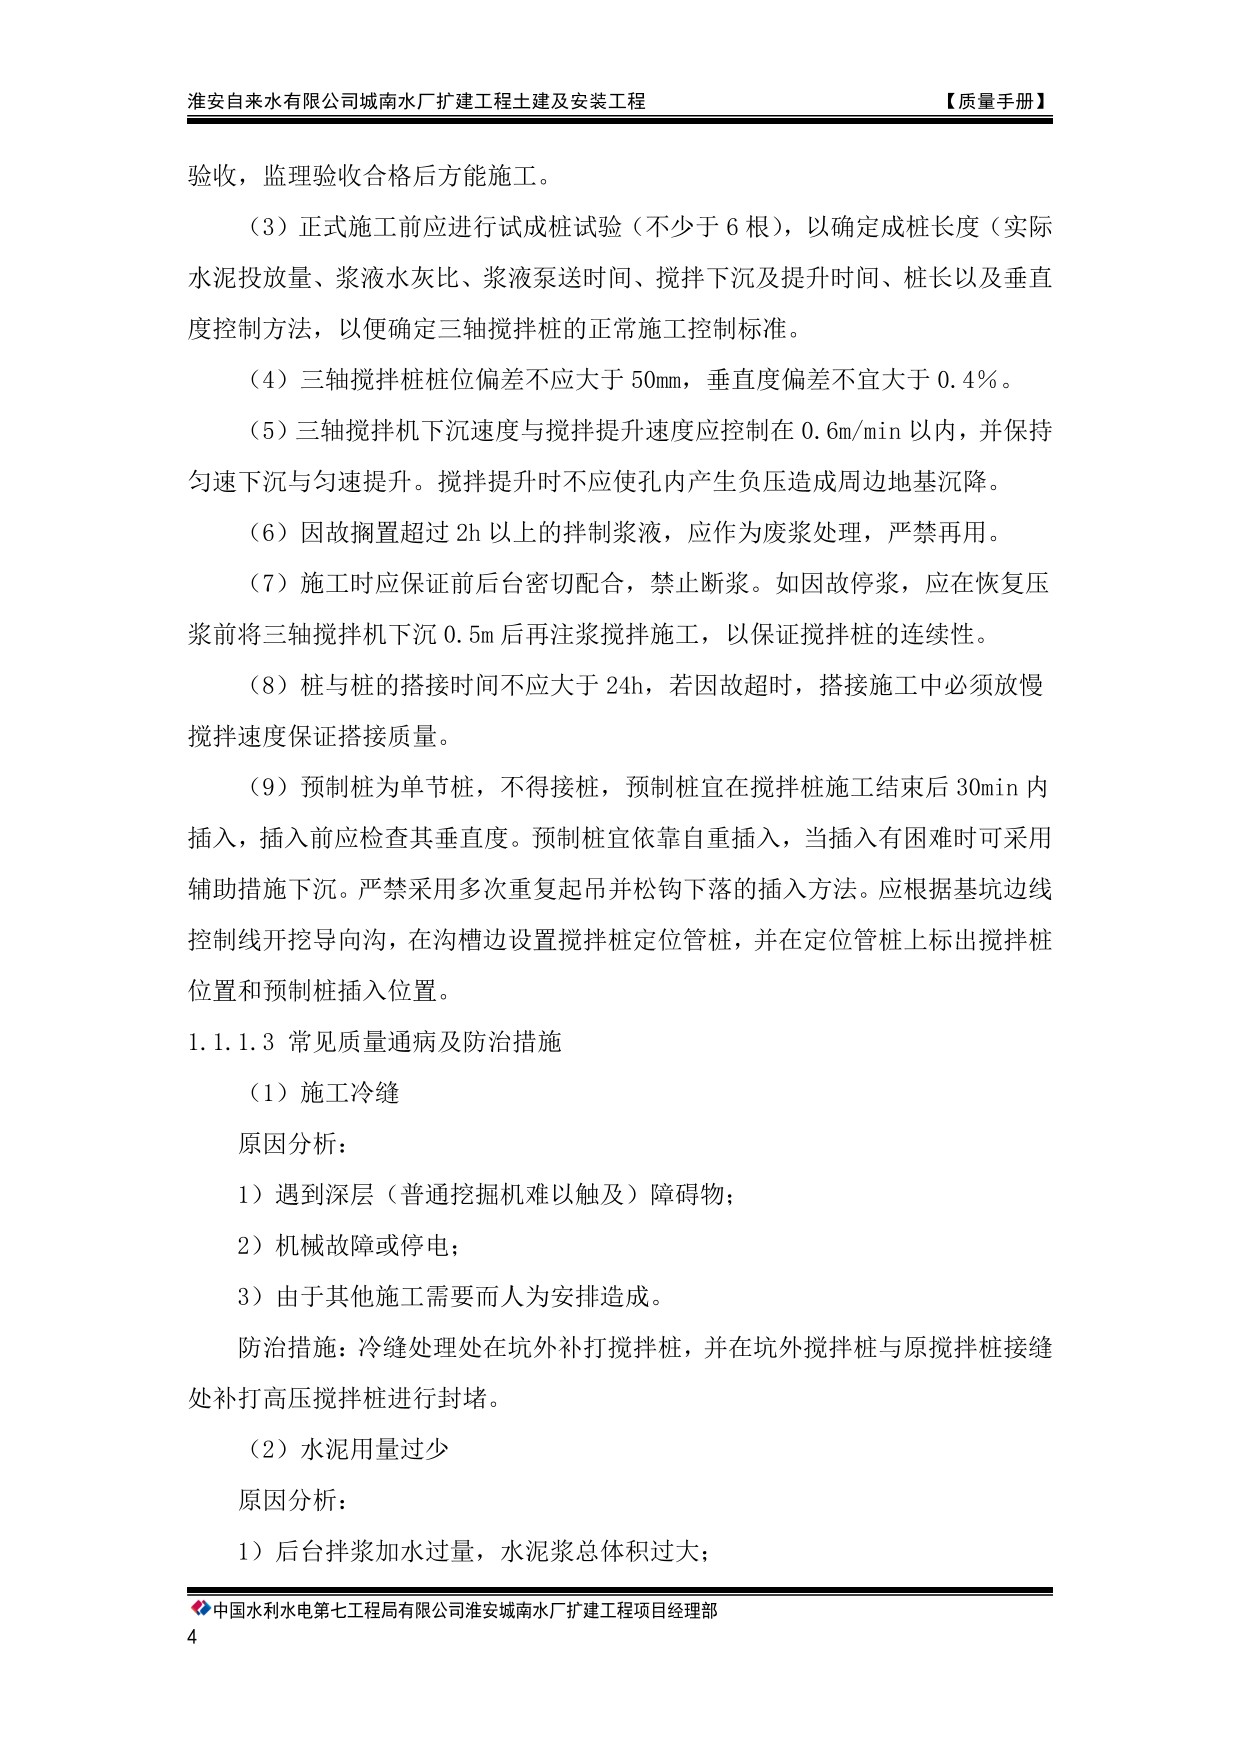 淮安自来水有限公司城南水厂扩建工程土建及安装工程 【质量手册】
验收，监理验收合格后方能施工。
（3）正式施工前应进行试成桩试验（不少于 6 根），以确定成桩长度（实际
水泥投放量、浆液水灰比、浆液泵送时间、搅拌下沉及提升时间、桩长以及垂直
度控制方法，以便确定三轴搅拌桩的正常施工控制标准。
（4）三轴搅拌桩桩位偏差不应大于 50mm，垂直度偏差不宜大于 0.4%。
（5）三轴搅拌机下沉速度与搅拌提升速度应控制在 0.6m/min 以内，并保持
匀速下沉与匀速提升。搅拌提升时不应使孔内产生负压造成周边地基沉降。
（6）因故搁置超过 2h 以上的拌制浆液，应作为废浆处理，严禁再用。
（7）施工时应保证前后台密切配合，禁止断浆。如因故停浆，应在恢复压
浆前将三轴搅拌机下沉 0.5m 后再注浆搅拌施工，以保证搅拌桩的连续性。
（8）桩与桩的搭接时间不应大于 24h，若因故超时，搭接施工中必须放慢
搅拌速度保证搭接质量。
（9）预制桩为单节桩，不得接桩，预制桩宜在搅拌桩施工结束后 30min 内
插入，插入前应检查其垂直度。预制桩宜依靠自重插入，当插入有困难时可采用
辅助措施下沉。严禁采用多次重复起吊并松钩下落的插入方法。应根据基坑边线
控制线开挖导向沟，在沟槽边设置搅拌桩定位管桩，并在定位管桩上标出搅拌桩
位置和预制桩插入位置。
1.1.1.3 常见质量通病及防治措施
（1）施工冷缝
原因分析：
1）遇到深层（普通挖掘机难以触及）障碍物；
2）机械故障或停电；
3）由于其他施工需要而人为安排造成。
防治措施：冷缝处理处在坑外补打搅拌桩，并在坑外搅拌桩与原搅拌桩接缝
处补打高压搅拌桩进行封堵。
（2）水泥用量过少
原因分析：
1）后台拌浆加水过量，水泥浆总体积过大；
中国水利水电第七工程局有限公司淮安城南水厂扩建工程项目经理部
4